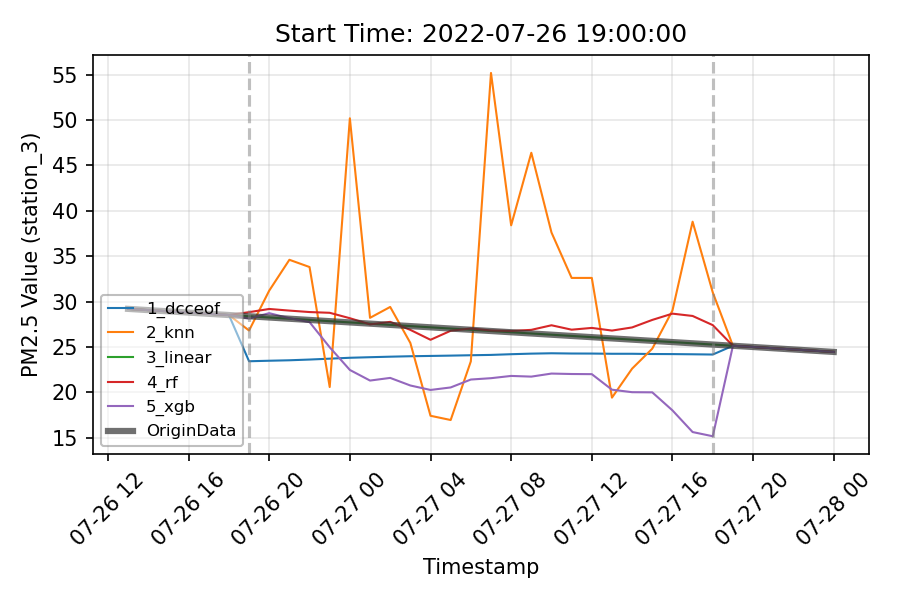 Start Time: 2022-07-26 19:00:00
PM2.5 Value (station_3)
55
50
45
40
35
30
25
20
15
1_dcceof
2_knn
3_linear
4_rf
5_xgb
OriginData
07-26 12
07-26 16
07-26 20
07-27 00
07-27 04
07-27 08
07-27 12
07-27 16
07-27 20
07-28 00
Timestamp